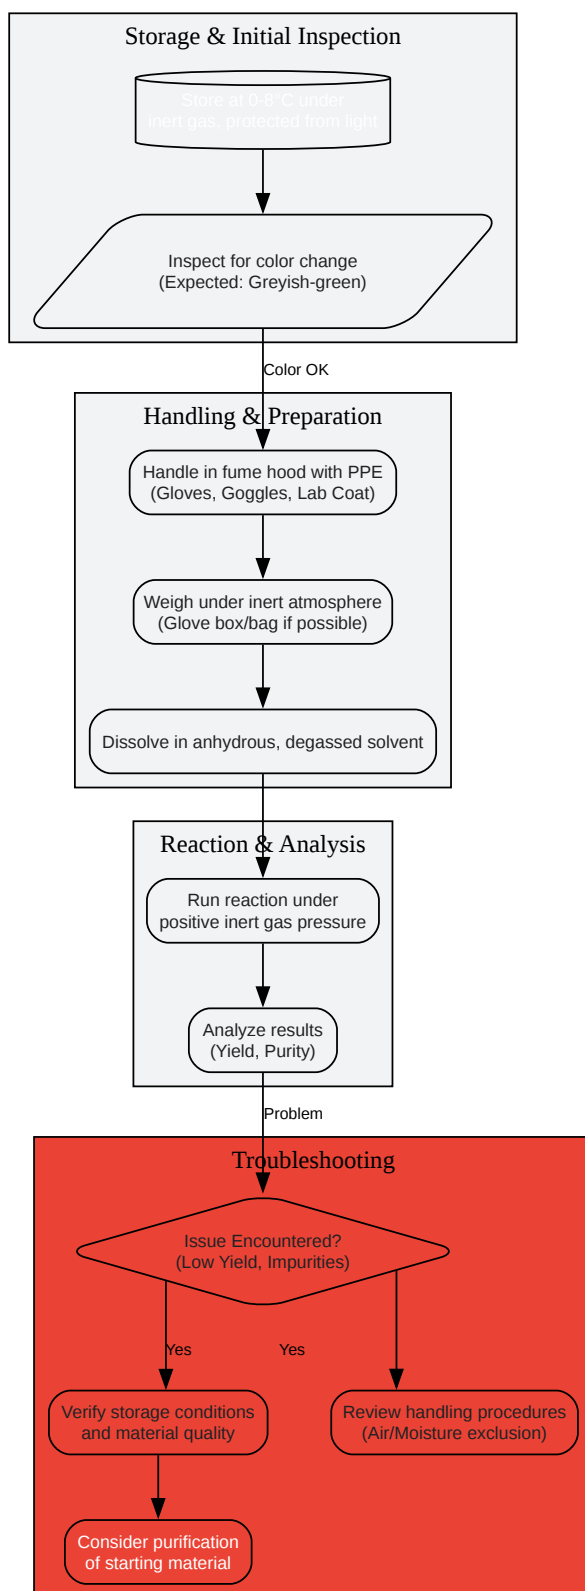 Storage & Initial Inspection
Store at 0-8°C under
inert gas, protected from light
Inspect for color change
(Expected: Greyish-green)
Color OK
Handling & Preparation
Handle in fume hood with PPE
(Gloves, Goggles, Lab Coat)
Weigh under inert atmosphere
(Glove box/bag if possible)
Dissolve in anhydrous, degassed solvent
Reaction & Analysis
Run reaction under
positive inert gas pressure
Analyze results
(Yield, Purity)
Problem
Troubleshooting
Issue Encountered?
(Low Yield, Impurities)
Yes
Yes
Verify storage conditions
and material quality
Review handling procedures
(Air/Moisture exclusion)
Consider purification
of starting material